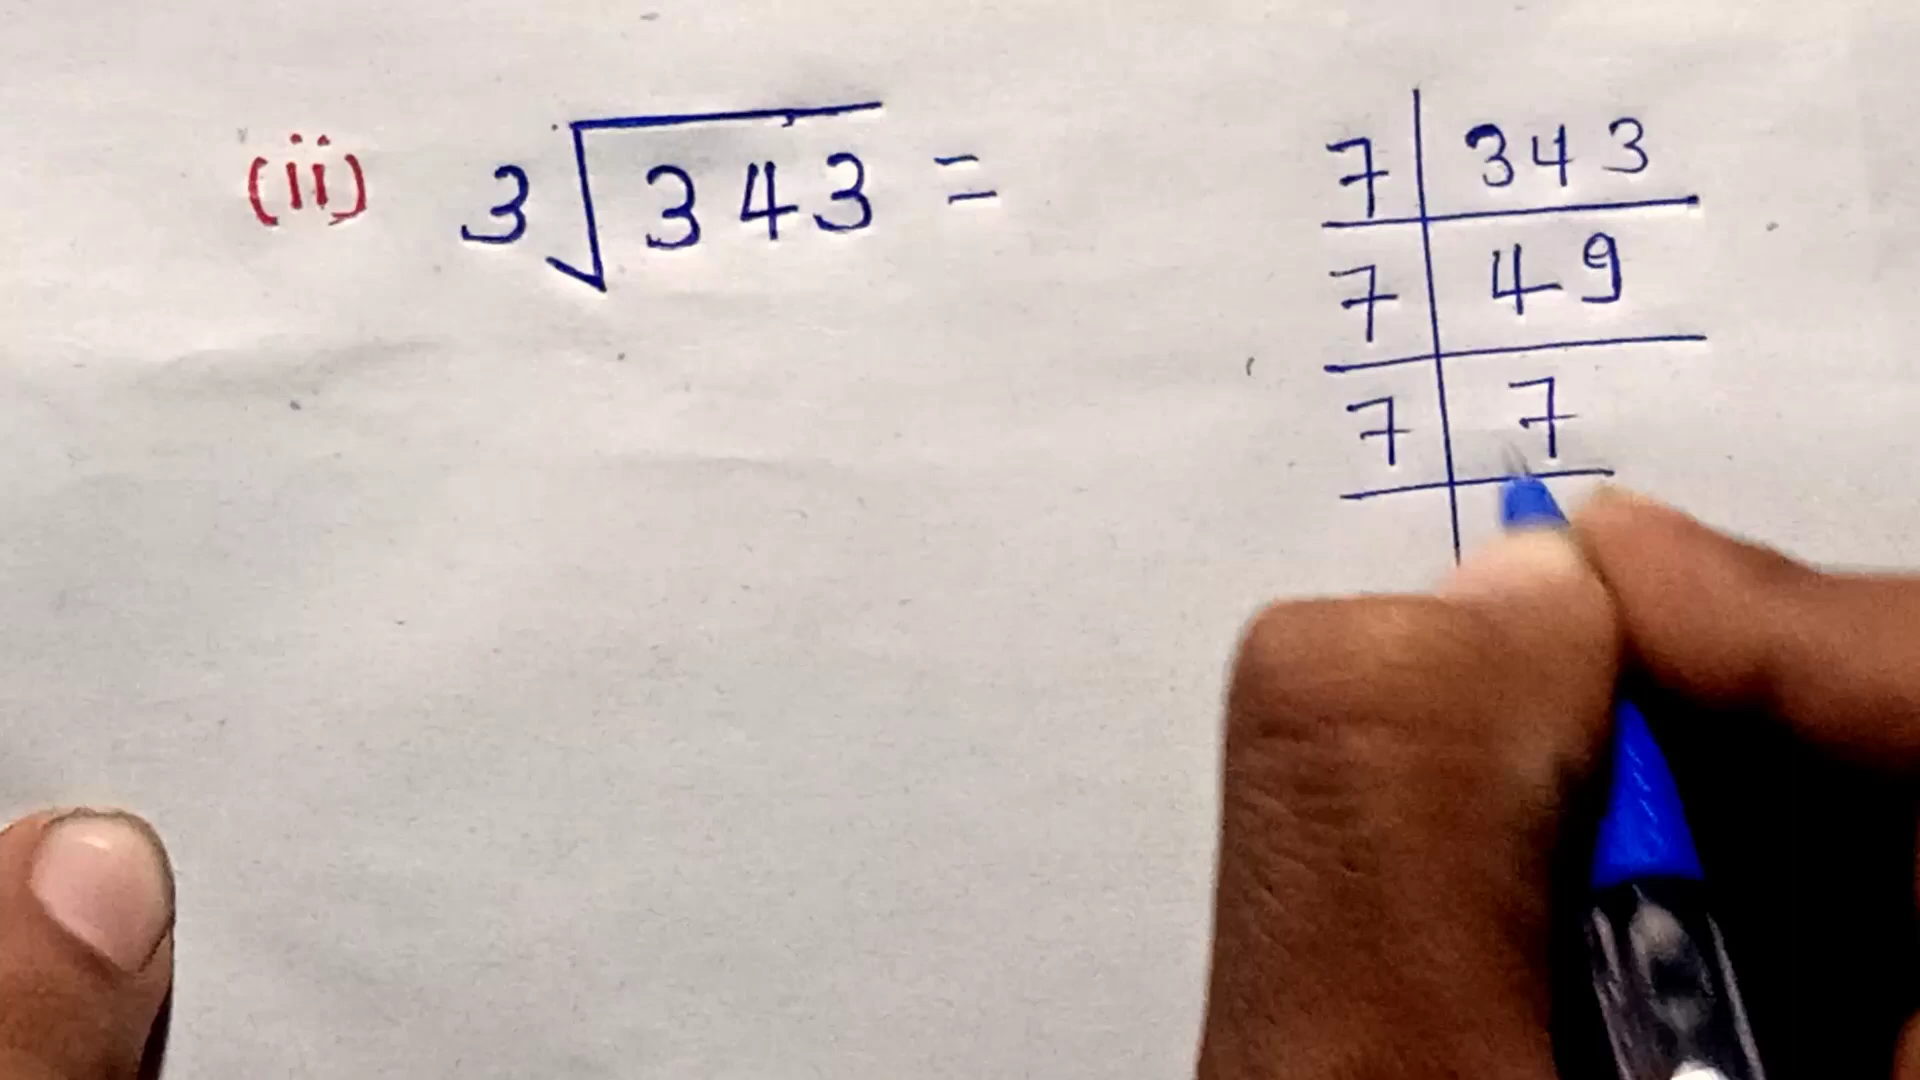 (ii) 3√343 =
7 | 343
7 | 49
7 | 7